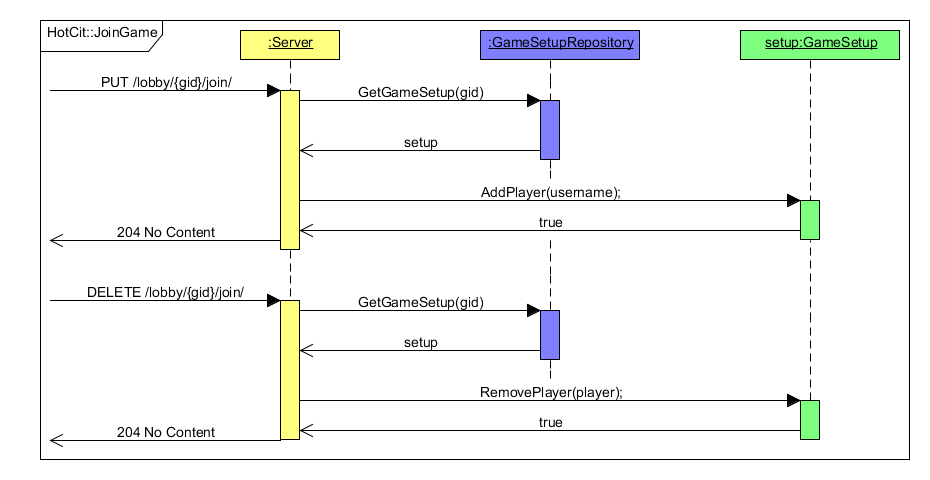 HotCit::JoinGame
:Server
:GameSetupRepository
setup:GameSetup
PUT /lobby/{gid}/join/
GetGameSetup(gid)
setup
AddPlayer(username);
true
204 No Content
DELETE /lobby/{gid}/join/
GetGameSetup(gid)
setup
RemovePlayer(player);
true
204 No Content